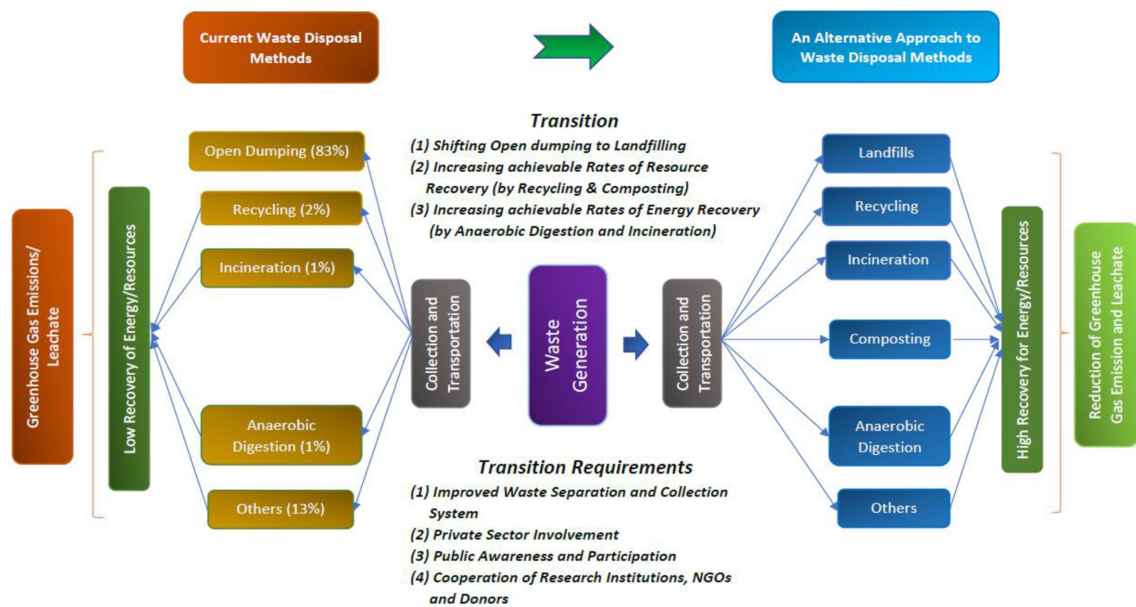 Current Waste Disposal
Methods
An Alternative Approach to
Waste Disposal Methods
Greenhouse Gas Emissions/
Leachate
Low Recovery of Energy/Resources
Open Dumping (83%)
Recycling (2%)
Incineration (1%)
Anaerobic
Digestion (1%)
Others (13%)
Collection and
Transportation
Transition
(1) Shifting Open dumping to Landfilling
(2) Increasing achievable Rates of Resource
Recovery (by Recycling & Composting)
(3) Increasing achievable Rates of Energy Recovery
(by Anaerobic Digestion and Incineration)
Waste
Generation
Transition Requirements
(1) Improved Waste Separation and Collection
System
(2) Private Sector Involvement
(3) Public Awareness and Participation
(4) Cooperation of Research Institutions, NGOs
and Donors
Collection and
Transportation
Landfills
Recycling
Incineration
Composting
Anaerobic
Digestion
Others
High Recovery for Energy/Resources
Reduction of Greenhouse
Gas Emission and Leachate